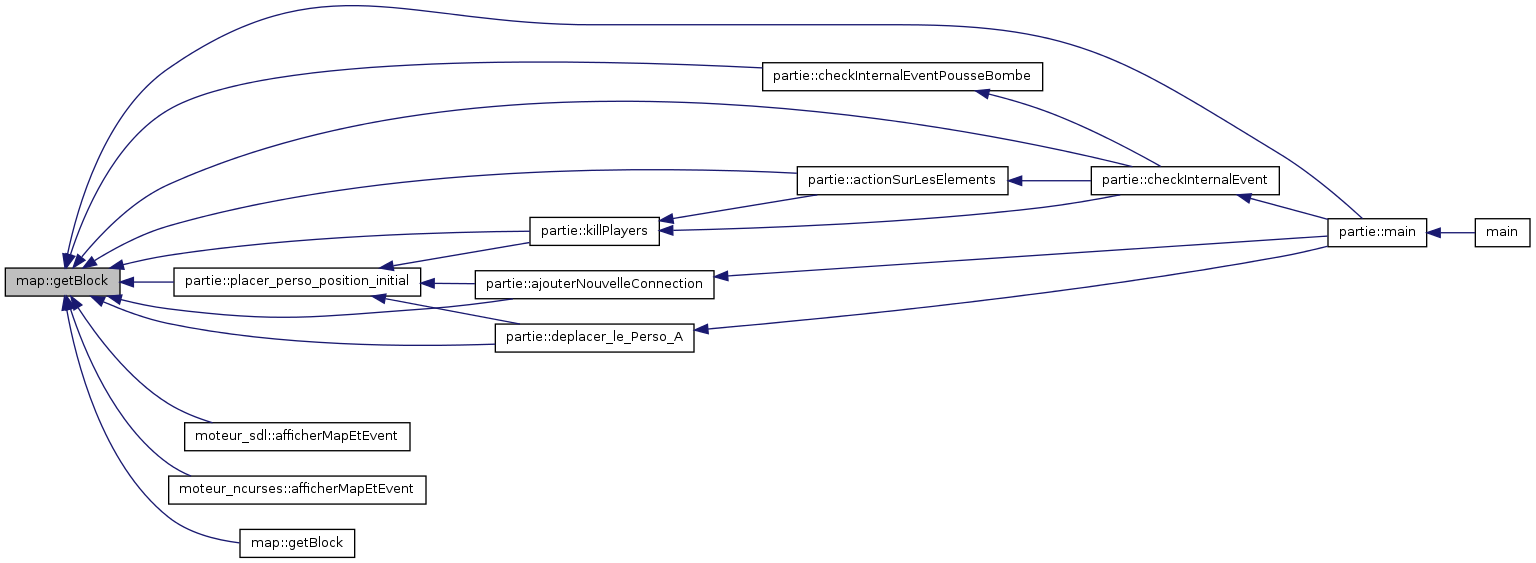 partie::checkInternalEventPousseBombe
partie::actionSurLesElements
partie::checkInternalEvent
partie::killPlayers
partie::main
main
map::getBlock
partie::placer_perso_position_initial
partie::ajouterNouvelleConnection
partie::deplacer_le_Perso_A
moteur_sdl::afficherMapEtEvent
moteur_ncurses::afficherMapEtEvent
map::getBlock